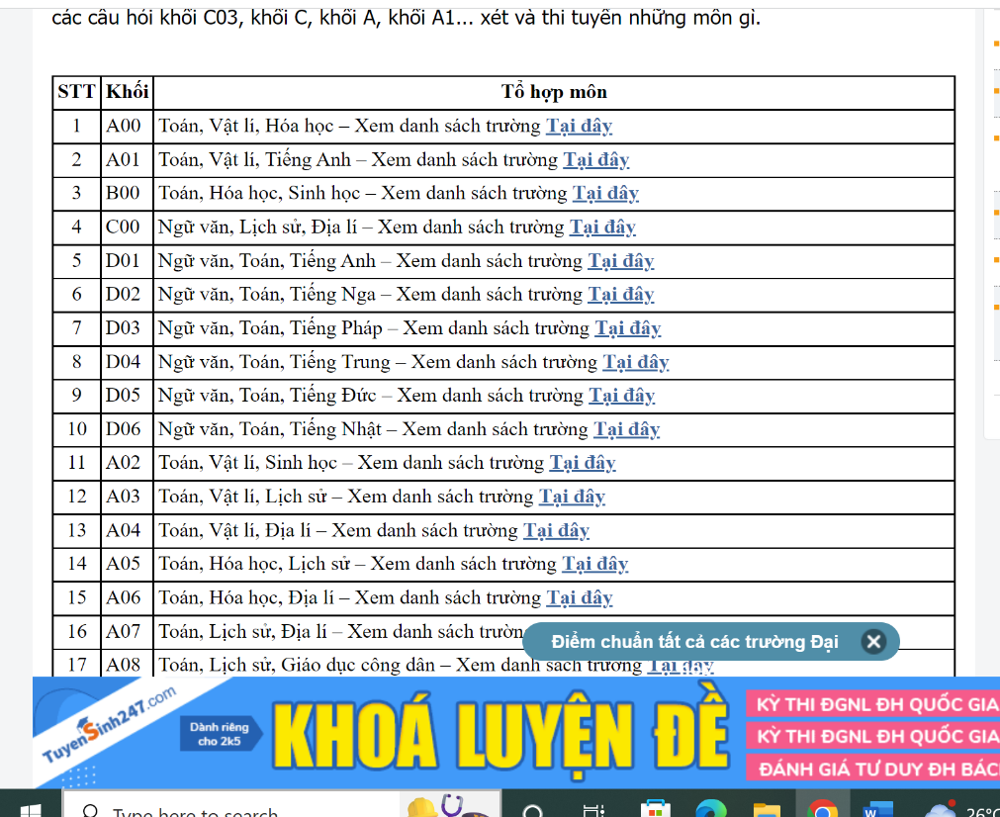 các câu hỏi khối C03, khối C, khối A, khối A1... xét và thi tuyển những môn gì.
STT Khối Tổ hợp môn
1 A00 Toán, Vật lí, Hóa học – Xem danh sách trường Tại đây
2 A01 Toán, Vật lí, Tiếng Anh – Xem danh sách trường Tại đây
3 B00 Toán, Hóa học, Sinh học – Xem danh sách trường Tại đây
4 C00 Ngữ văn, Lịch sử, Địa lí – Xem danh sách trường Tại đây
5 D01 Ngữ văn, Toán, Tiếng Anh – Xem danh sách trường Tại đây
6 D02 Ngữ văn, Toán, Tiếng Nga – Xem danh sách trường Tại đây
7 D03 Ngữ văn, Toán, Tiếng Pháp – Xem danh sách trường Tại đây
8 D04 Ngữ văn, Toán, Tiếng Trung – Xem danh sách trường Tại đây
9 D05 Ngữ văn, Toán, Tiếng Đức – Xem danh sách trường Tại đây
10 D06 Ngữ văn, Toán, Tiếng Nhật – Xem danh sách trường Tại đây
11 A02 Toán, Vật lí, Sinh học – Xem danh sách trường Tại đây
12 A03 Toán, Vật lí, Lịch sử – Xem danh sách trường Tại đây
13 A04 Toán, Vật lí, Địa lí – Xem danh sách trường Tại đây
14 A05 Toán, Hóa học, Lịch sử – Xem danh sách trường Tại đây
15 A06 Toán, Hóa học, Địa lí – Xem danh sách trường Tại đây
16 A07 Toán, Lịch sử, Địa lí – Xem danh sách trườn
Điểm chuẩn tất cả các trường Đại
17 A08 Toán, Lịch sử, Giáo dục công dân – Xem danh sách trường Tại đây
TuyenSinh247.com
Dành riêng
cho 2k5
KHOÁ LUYỆN ĐỀ
KỲ THI ĐGNL ĐH QUỐC GIA
KỲ THI ĐGNL ĐH QUỐC GIA
ĐÁNH GIÁ TƯ DUY ĐH BÁC
Type here to search
26°C